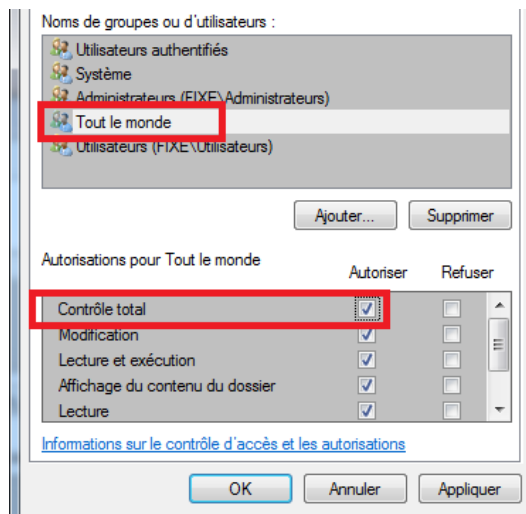 Noms de groupes ou d'utilisateurs :
Utilisateurs authentifiés
Système
Administrateurs (FIXE\Administrateurs)
Tout le monde
Utilisateurs (FIXE\Utilisateurs)
Ajouter... Supprimer
Autorisations pour Tout le monde Autoriser Refuser
Contrôle total
Modification
Lecture et exécution
Affichage du contenu du dossier
Lecture
Informations sur le contrôle d'accès et les autorisations
OK Annuler Appliquer